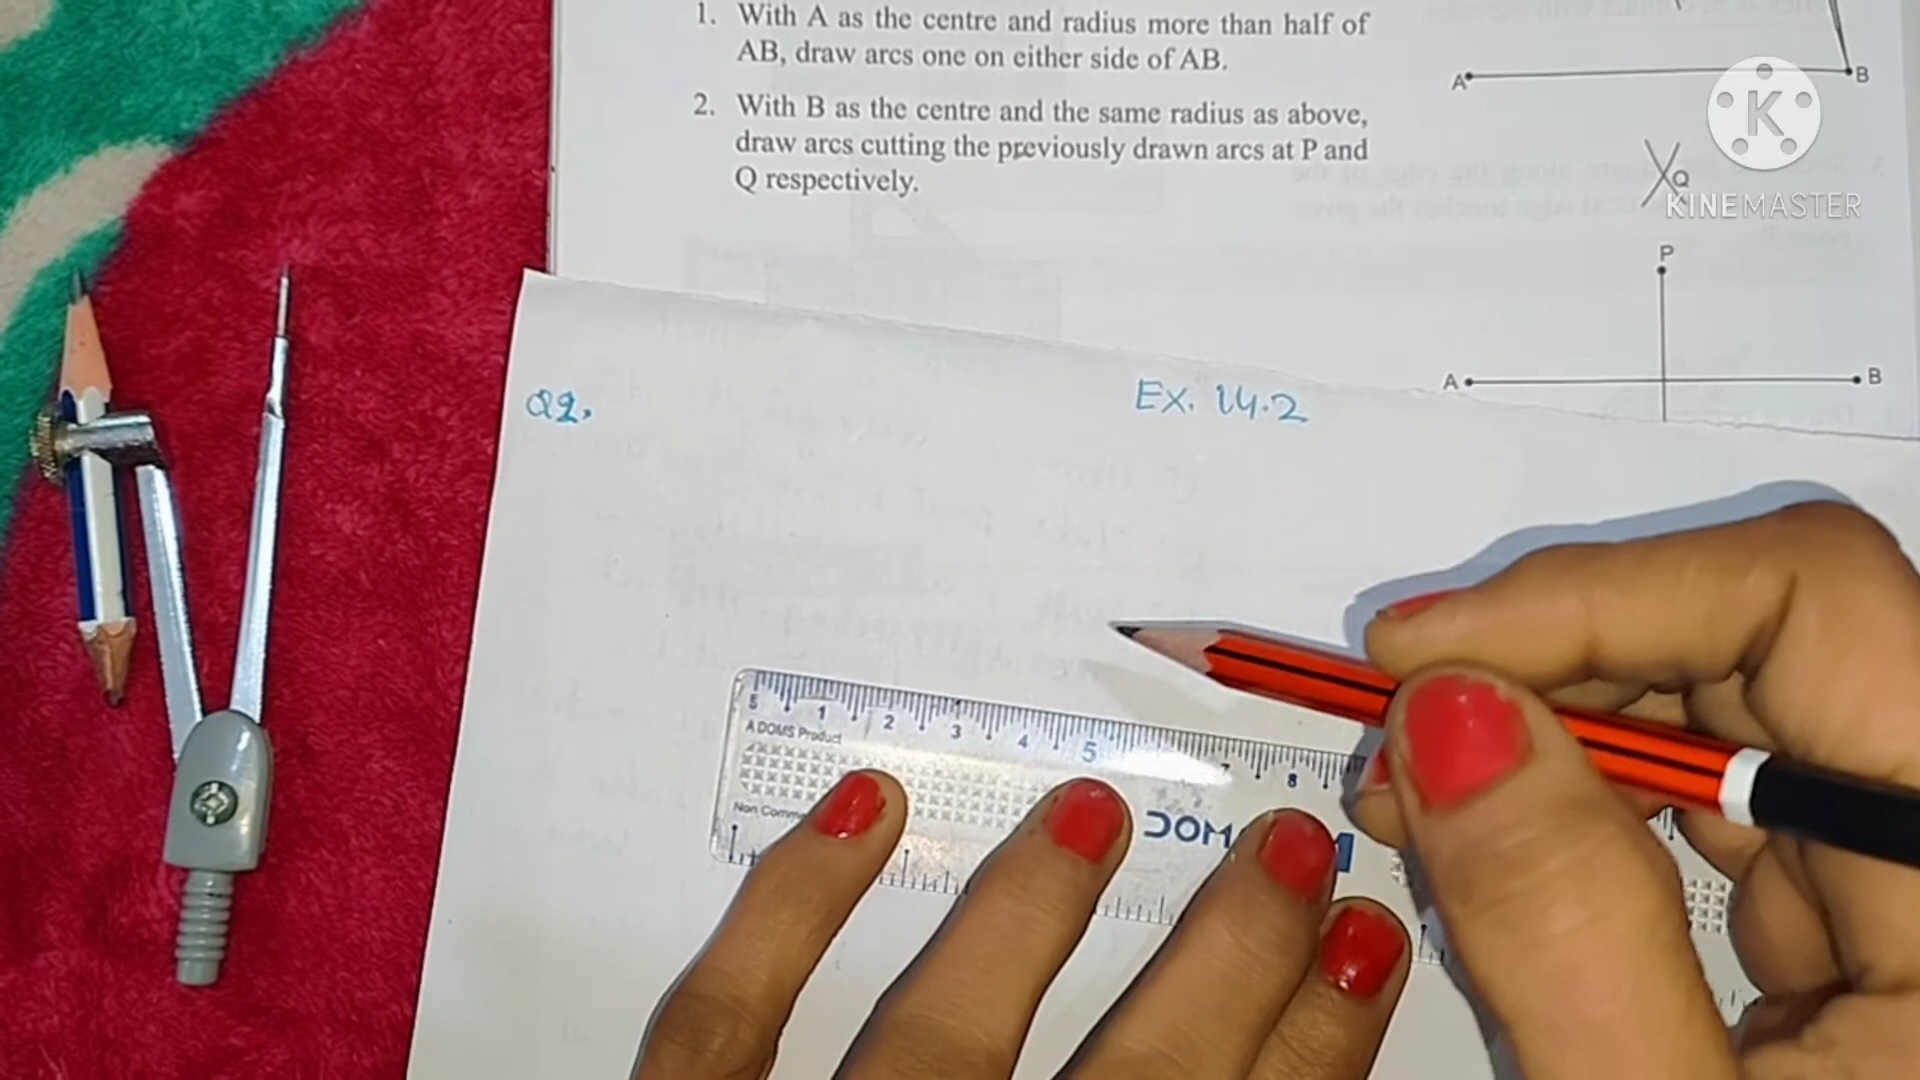 1. With A as the centre and radius more than half of
AB, draw arcs one on either side of AB.
2. With B as the centre and the same radius as above,
draw arcs cutting the previously drawn arcs at P and
Q respectively.
A B
Q
K
KINEMASTER
P
A B
Q2.
Ex. 14.2
5 1 2 3 4 5 7 8
A DOMS Product
Non
DOM